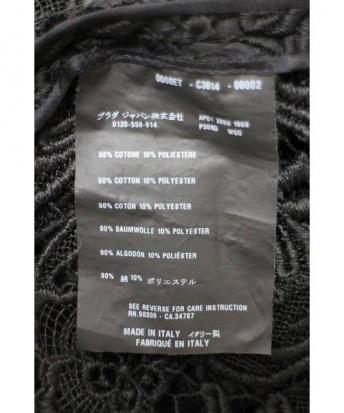 プラダ ジャパン株式会社
0120-559-914
90% COTONE 10% POLIESTERE
90% COTTON 10% POLYESTER
90% COTON 10% POLYESTER
90% BAUMWOLLE 10% POLYESTER
90% ALGODÓN 10% POLIÉSTER
90% 綿 10% ポリエステル
SEE REVERSE FOR CARE INSTRUCTION
RN.98339 - CA.34767
MADE IN ITALY イタリー製
FABRIQUÉ EN ITALY